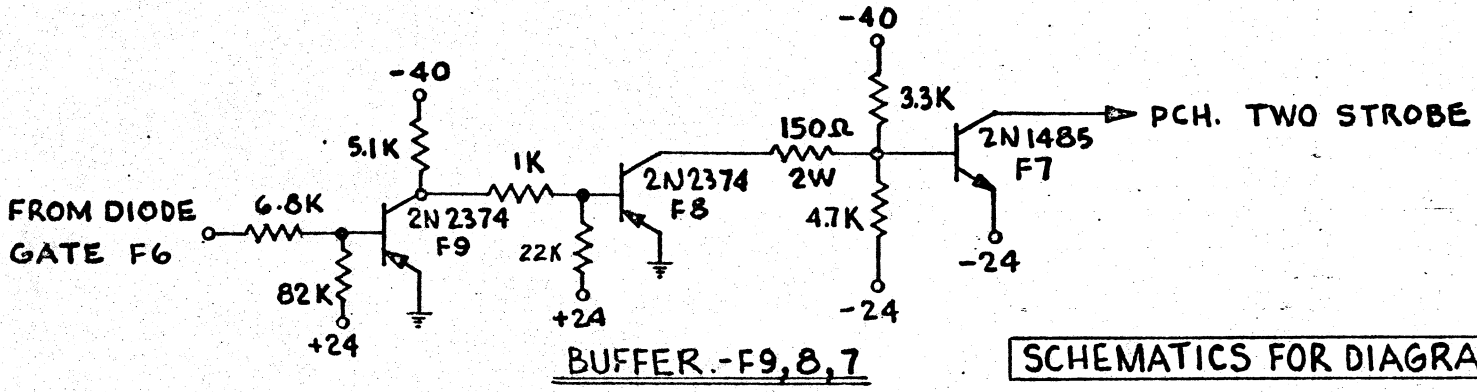 -40
-40
3.3K
PCH. TWO STROBE
5.1K
1K
150Ω
2W
2N1485
F7
2N2374
F8
FROM DIODE
GATE F6
6.8K
2N2374
F9
4.7K
22K
82K
-24
+24
+24
-24
BUFFER.-F9,8,7
SCHEMATICS FOR DIAGRA